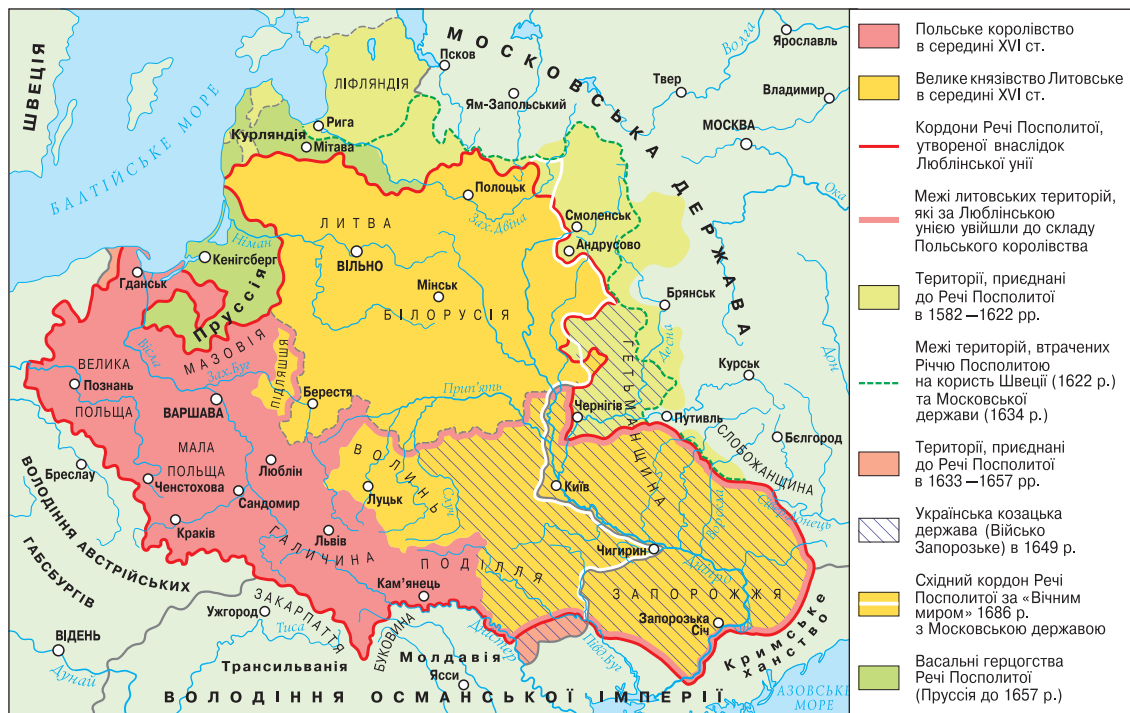 ШВЕЦІЯ
БАЛТІЙСЬКЕ МОРЕ
МОСКОВСЬКА ДЕРЖАВА
Псков
Ям-Запольський
Твер
Волга
Ярославль
Владимир
МОСКВА
Ока
ЛІФЛЯНДІЯ
Рига
Курляндія
Мітава
Полоцьк
Зах. Двіна
ЛИТВА
ВІЛЬНО
Смоленськ
Андрусово
Німан
Кенігсберг
Гданськ
Пруссія
Мінськ
БІЛОРУСІЯ
Брянськ
Десна
Дон
Вісла
МАЗОВІЯ
Зах. Буг
ПІДЛЯШШЯ
Берестя
Прип'ять
ГЕТЬМАНЩИНА
Курськ
ВЕЛИКА
ПОЛЬЩА
Познань
ВАРШАВА
Чернігів
Путивль
СЛОБОЖАНЩИНА
Бєлгород
МАЛА
ПОЛЬЩА
Люблін
ВОЛИНЬ
Луцьк
Случ
Київ
Ворскла
Сівер. Донець
Бреслау
Ченстохова
Сандомир
Краків
Львів
ГАЛИЧИНА
ПОДІЛЛЯ
Кам'янець
Чигирин
Дніпро
ЗАПОРОЖЖЯ
Запорозька
Січ
ВОЛОДІННЯ АВСТРІЙСЬКИХ
ГАБСБУРГІВ
ВІДЕНЬ
Дунай
Ужгород
ЗАКАРПАТТЯ
Тиса
БУКОВИНА
Трансильванія
Молдавія
Ясси
Дністер
Півд. Буг
Кримське
ханство
ВОЛОДІННЯ ОСМАНСЬКОЇ ІМПЕРІЇ
АЗОВСЬКЕ
МОРЕ
Польське королівство
в середині XVI ст.
Велике князівство Литовське
в середині XVI ст.
Кордони Речі Посполитої,
утвореної внаслідок
Люблінської унії
Межі литовських територій,
які за Люблінською
унією увійшли до складу
Польського королівства
Території, приєднані
до Речі Посполитої
в 1582—1622 рр.
Межі територій, втрачених
Річчю Посполитою
на користь Швеції (1622 р.)
та Московської
держави (1634 р.)
Території, приєднані
до Речі Посполитої
в 1633—1657 рр.
Українська козацька
держава (Військо
Запорозьке) в 1649 р.
Східний кордон Речі
Посполитої за «Вічним
миром» 1686 р.
з Московською державою
Васальні герцогства
Речі Посполитої
(Пруссія до 1657 р.)